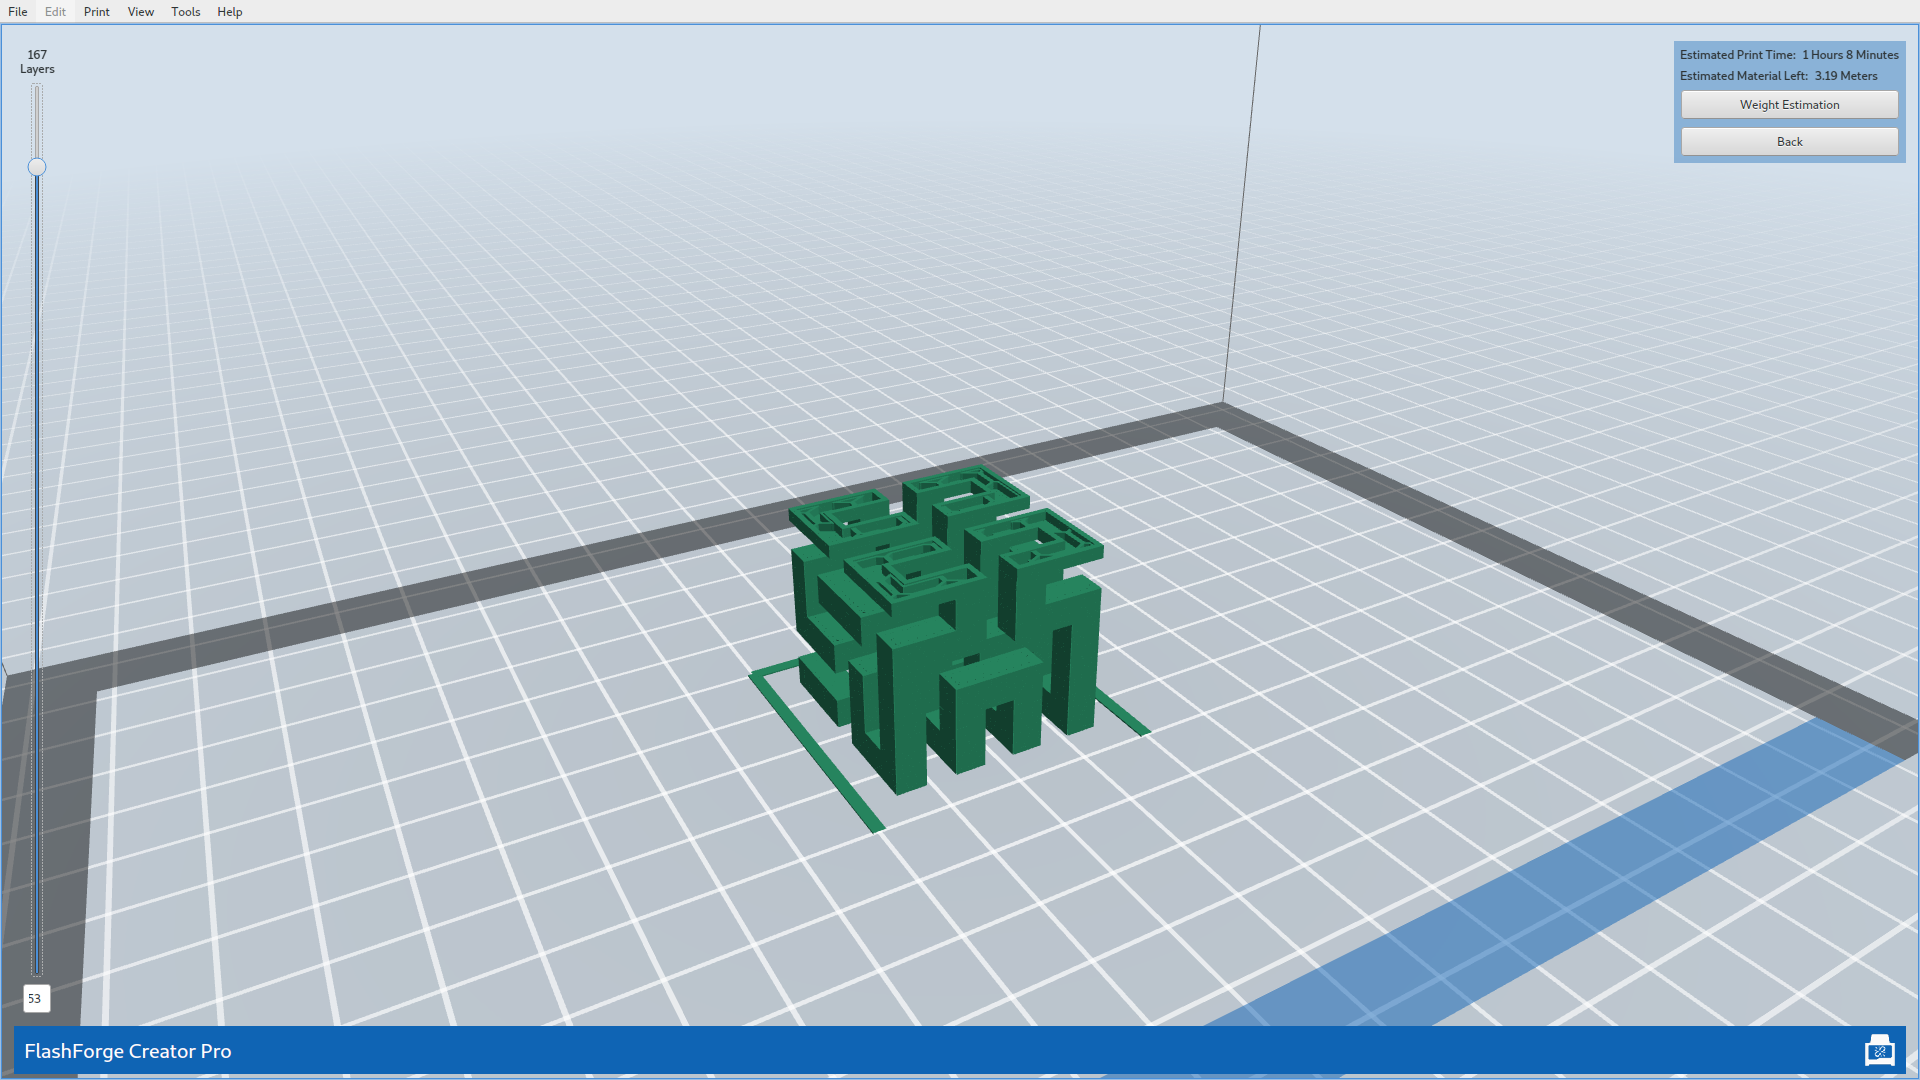 File Edit Print View Tools Help
167
Layers
Estimated Print Time: 1 Hours 8 Minutes
Estimated Material Left: 3.19 Meters
Weight Estimation
Back
53
FlashForge Creator Pro